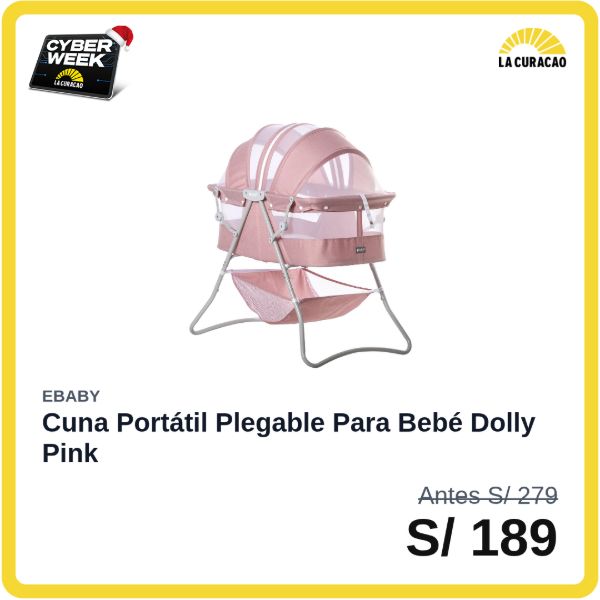 CYBER
WEEK
LA CURACAO
LA CURACAO
EBABY
Cuna Portátil Plegable Para Bebé Dolly
Pink
Antes S/ 279
S/ 189